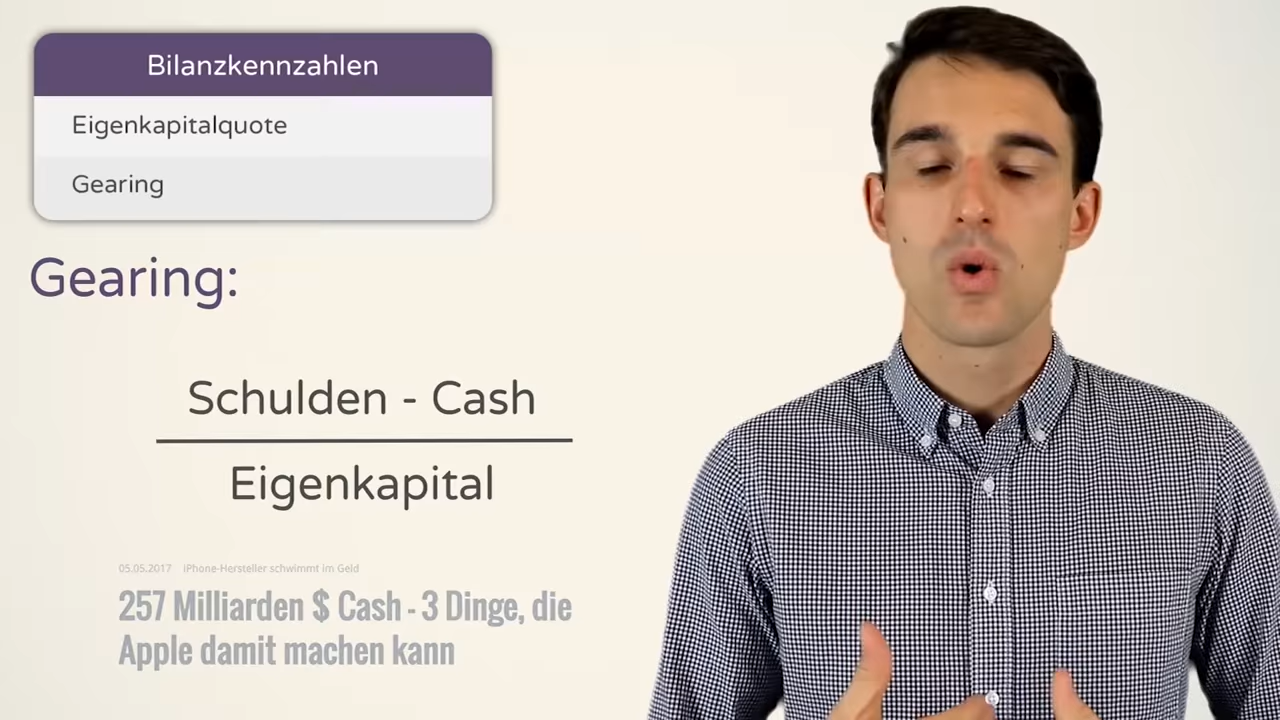 Bilanzkennzahlen
Eigenkapitalquote
Gearing
Gearing:
Schulden - Cash
Eigenkapital
05.05.2017 iPhone-Hersteller schwimmt im Geld
257 Milliarden $ Cash - 3 Dinge, die
Apple damit machen kann